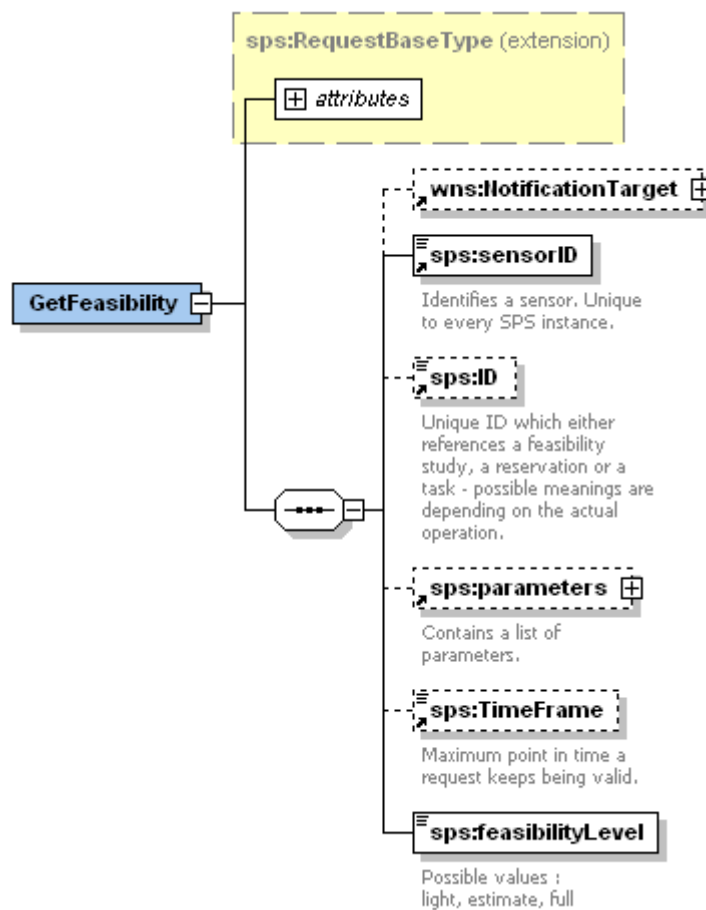 sps:RequestBaseType (extension)
attributes
wns:NotificationTarget
sps:sensorID
Identifies a sensor. Unique
to every SPS instance.
GetFeasibility
sps:ID
Unique ID which either
references a feasibility
study, a reservation or a
task - possible meanings are
depending on the actual
operation.
sps:parameters
Contains a list of
parameters.
sps:TimeFrame
Maximum point in time a
request keeps being valid.
sps:feasibilityLevel
Possible values :
light, estimate, full